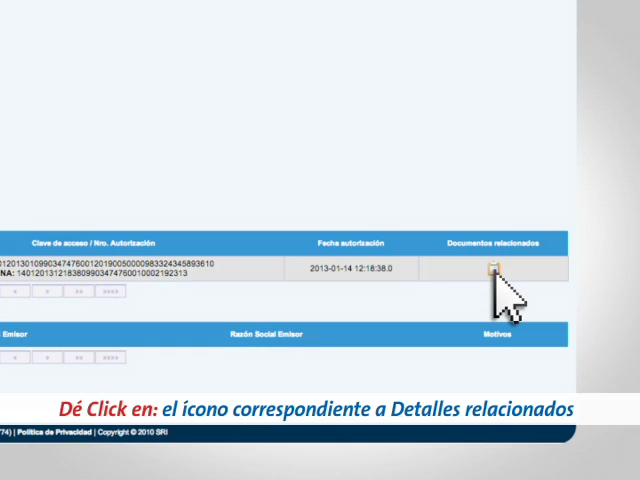 Clave de acceso / Nro. Autorización Fecha autorización Documentos relacionados
NA: 1401201312183809903474760010002192313 2013-01-14 12:18:38.0
Emisor Razón Social Emisor Motivos
Dé Click en: el ícono correspondiente a Detalles relacionados
74) | Política de Privacidad | Copyright © 2010 SRI